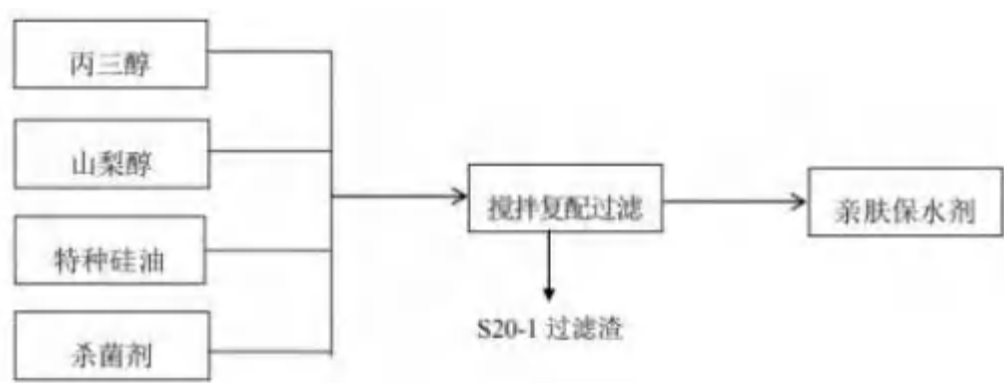 丙三醇
山梨醇
特种硅油
杀菌剂
搅拌复配过滤
亲肤保水剂
S20-1 过滤渣